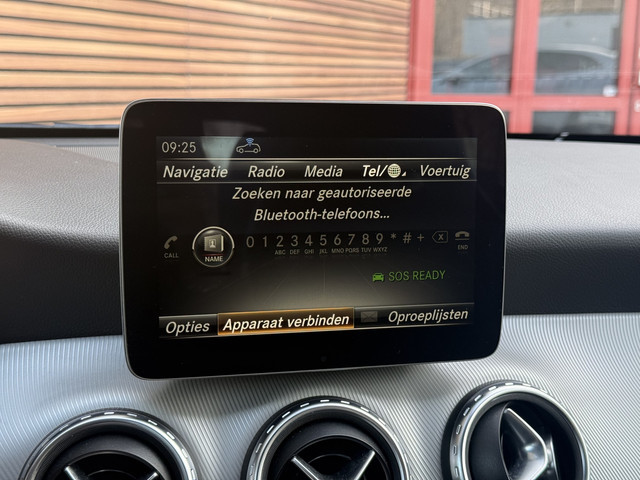 09:25
Navigatie Radio Media Tel/ Voertuig
Zoeken naar geautoriseerde
Bluetooth-telefoons...
CALL NAME 0 1 2 3 4 5 6 7 8 9 * # + END
ABC DEF GHI JKL MNO PQRS TUV WXYZ
SOS READY
Opties Apparaat verbinden Oproeplijsten